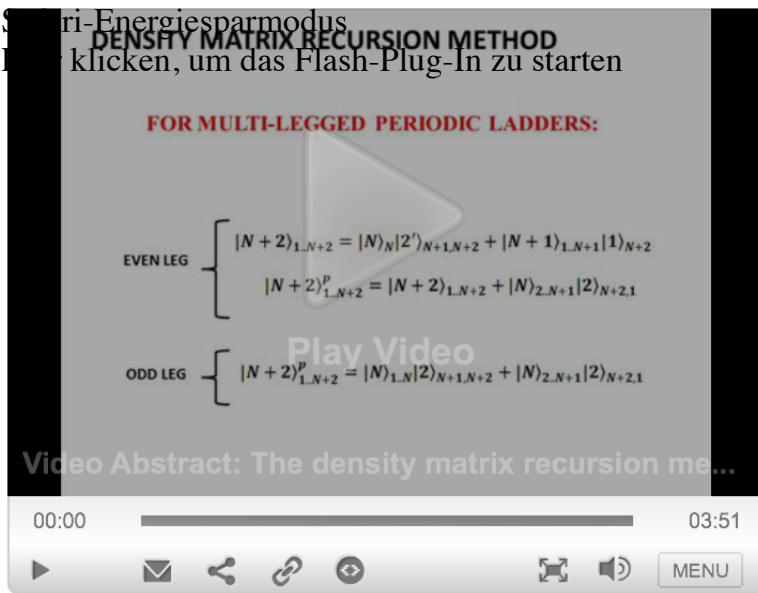 Safari-Energiesparmodus
DENSITY MATRIX RECURSION METHOD
klicken, um das Flash-Plug-In zu starten
FOR MULTI-LEGGED PERIODIC LADDERS:
EVEN LEG
|N + 2⟩₁..N+2 = |N⟩N|2′⟩N+1,N+2 + |N + 1⟩₁..N+1|1⟩N+2
|N + 2⟩ᵖ₁..N+2 = |N + 2⟩₁..N+2 + |N⟩₂..N+1|2⟩N+2,1
ODD LEG
|N + 2⟩ᵖ₁..N+2 = |N⟩₁..N|2⟩N+1,N+2 + |N⟩₂..N+1|2⟩N+2,1
Play Video
Video Abstract: The density matrix recursion me...
00:00
03:51
MENU